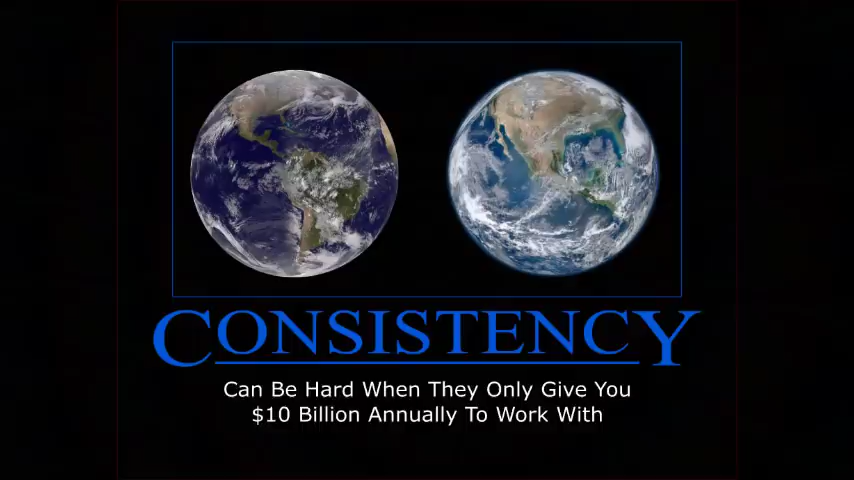 CONSISTENCY
Can Be Hard When They Only Give You
$10 Billion Annually To Work With